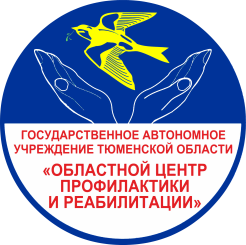 ГОСУДАРСТВЕННОЕ АВТОНОМНОЕ
УЧРЕЖДЕНИЕ ТЮМЕНСКОЙ ОБЛАСТИ
«ОБЛАСТНОЙ ЦЕНТР
ПРОФИЛАКТИКИ
И РЕАБИЛИТАЦИИ»